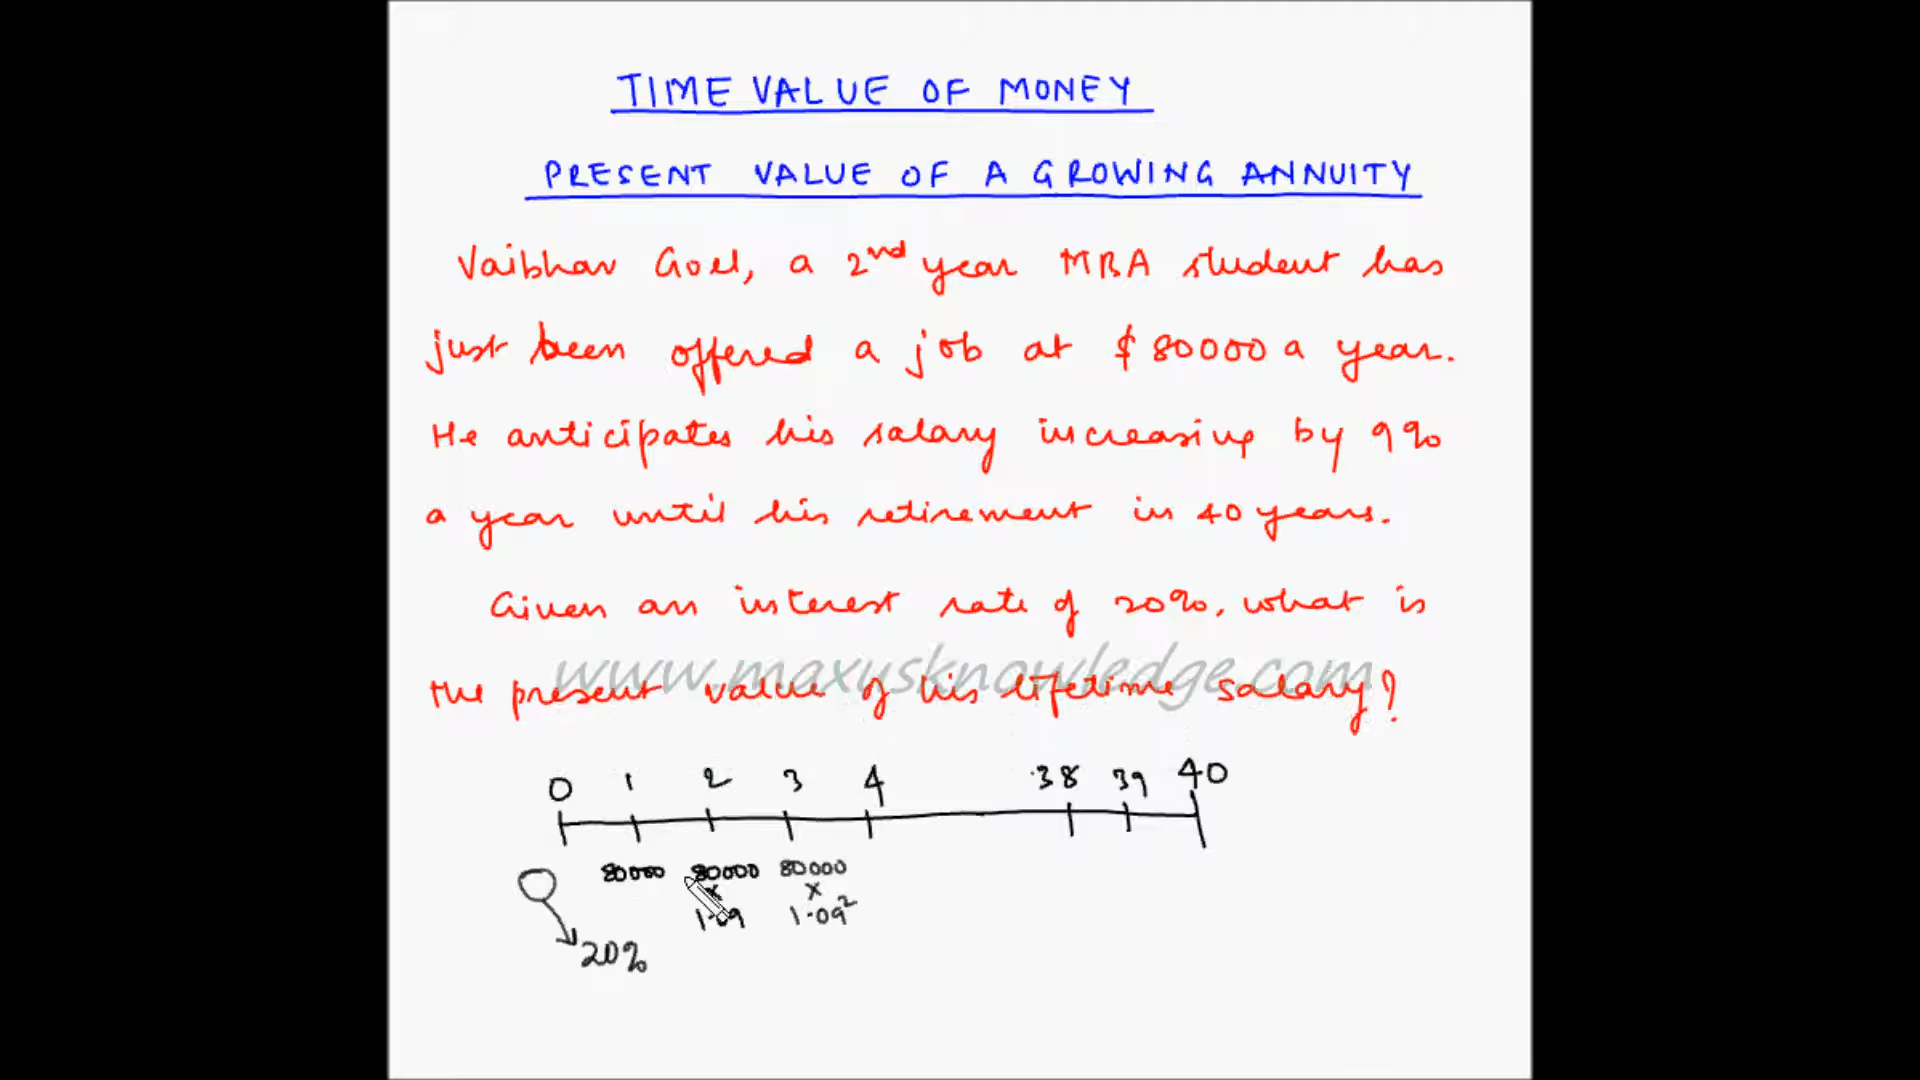 TIME VALUE OF MONEY
PRESENT VALUE OF A GROWING ANNUITY
Vaibhav Goel, a 2nd year MBA student has
just been offered a job at $80000 a year.
He anticipates his salary increasing by 9%
a year until his retirement in 40 years.
Given an interest rate of 20%, what is
www.maxusknowledge.com
the present value of his lifetime salary?
0 1 2 3 4 38 39 40
80000 80000 80000
x x
1.09 1.09²
20%